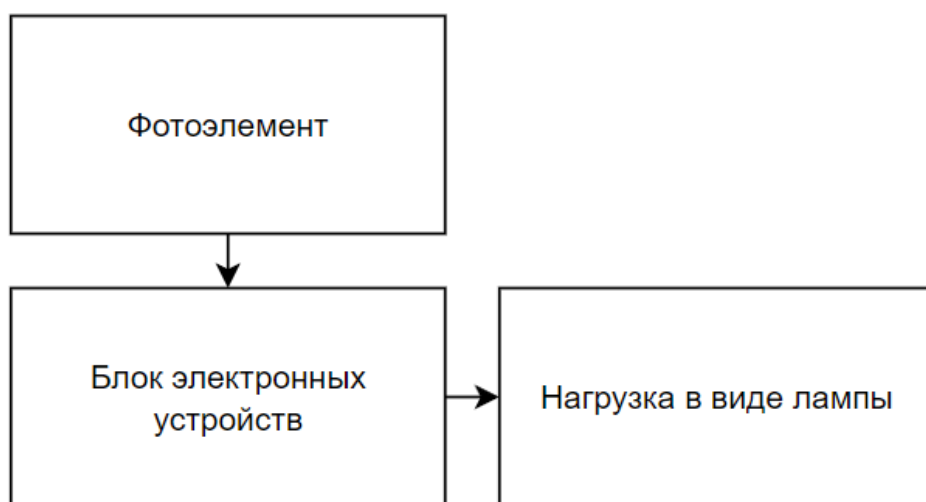 Фотоэлемент
Блок электронных
устройств
Нагрузка в виде лампы